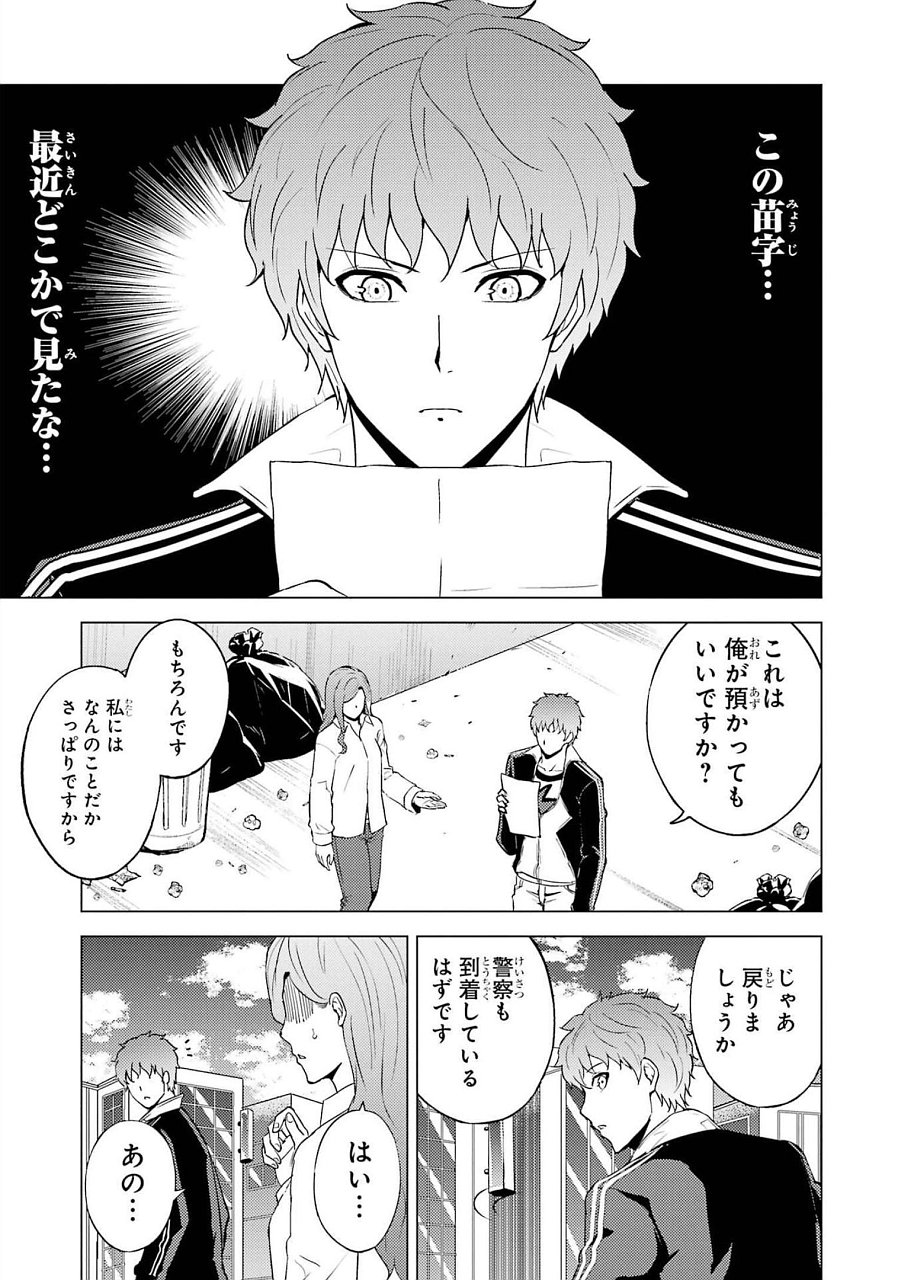 この苗字…
最近どこかで見たな…
これは
俺が預かっても
いいですか？
もちろんです
私には
なんのことだか
さっぱりですから
じゃあ
戻りま
しょうか
警察も
到着している
はずです
はい…
あの…